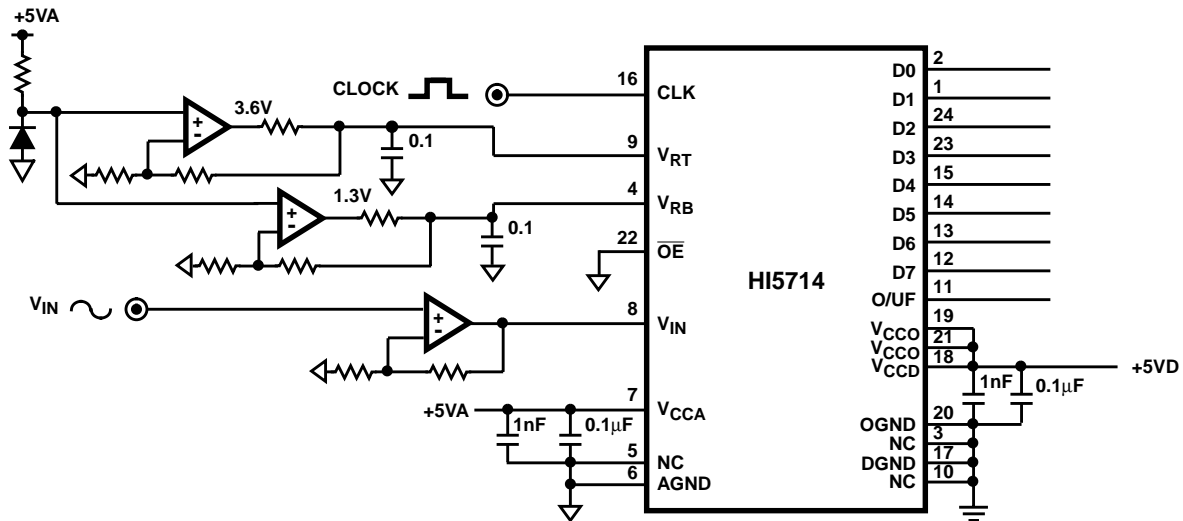 +5VA
3.6V
0.1
1.3V
0.1
CLOCK
V_IN
+5VA
1nF
0.1μF
16 CLK
9 V_RT
4 V_RB
22 OE
8 V_IN
7 V_CCA
5 NC
6 AGND
HI5714
D0 2
D1 1
D2 24
D3 23
D4 15
D5 14
D6 13
D7 12
O/UF 11
V_CCO 19
V_CCO 21
V_CCD 18
OGND 20
NC 3
DGND 17
NC 10
1nF
0.1μF
+5VD
+
-
+
-
+
-